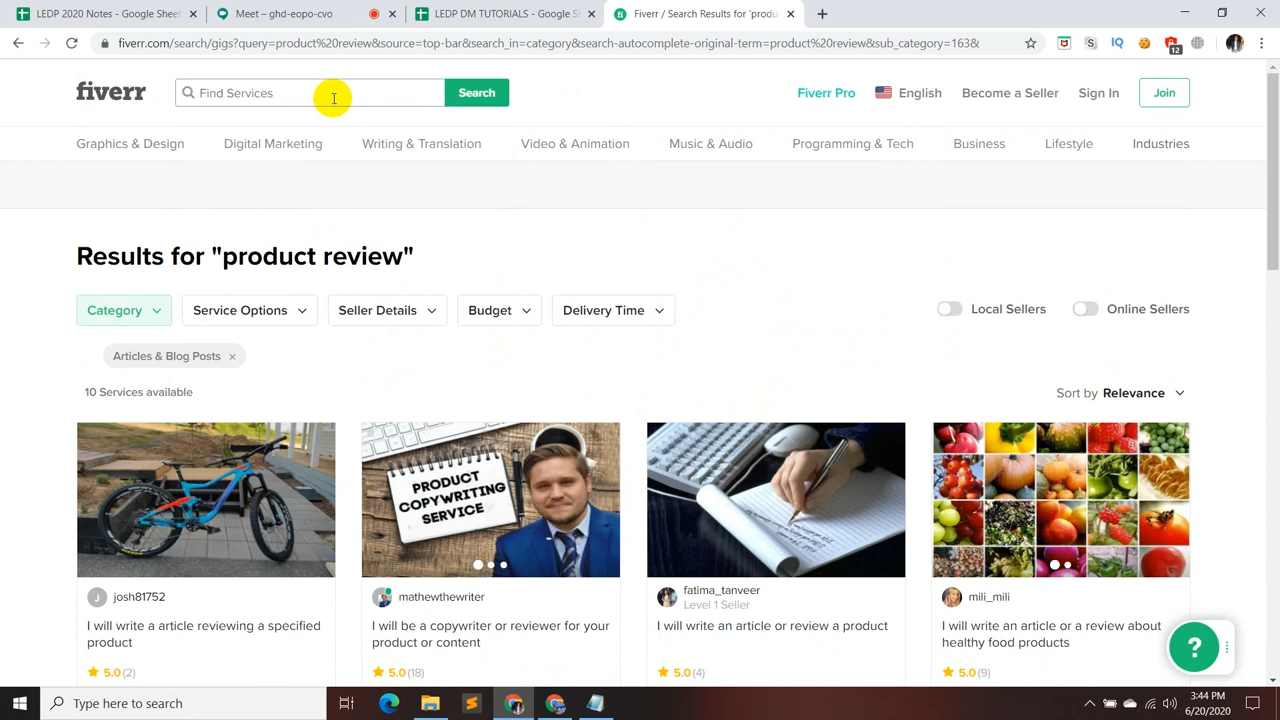 LEDP 2020 Notes - Google Sheet
Meet – ghd-eopo-cvo
LEDP DM TUTORIALS - Google S
Fiverr / Search Results for 'produ
fiverr.com/search/gigs?query=product%20review&source=top-bar&search_in=category&search-autocomplete-original-term=product%20review&sub_category=163&
12
fiverr
Find Services
Search
Fiverr Pro
English
Become a Seller
Sign In
Join
Graphics & Design
Digital Marketing
Writing & Translation
Video & Animation
Music & Audio
Programming & Tech
Business
Lifestyle
Industries
Results for "product review"
Category
Service Options
Seller Details
Budget
Delivery Time
Local Sellers
Online Sellers
Articles & Blog Posts ×
10 Services available
Sort by Relevance
PRODUCT
COPYWRITING
SERVICE
J
josh81752
I will write a article reviewing a specified
product
5.0 (2)
mathewthewriter
I will be a copywriter or reviewer for your
product or content
5.0 (18)
fatima_tanveer
Level 1 Seller
I will write an article or review a product
5.0 (4)
mili_mili
I will write an article or a review about
healthy food products
5.0 (9)
?
Type here to search
3:44 PM
6/20/2020